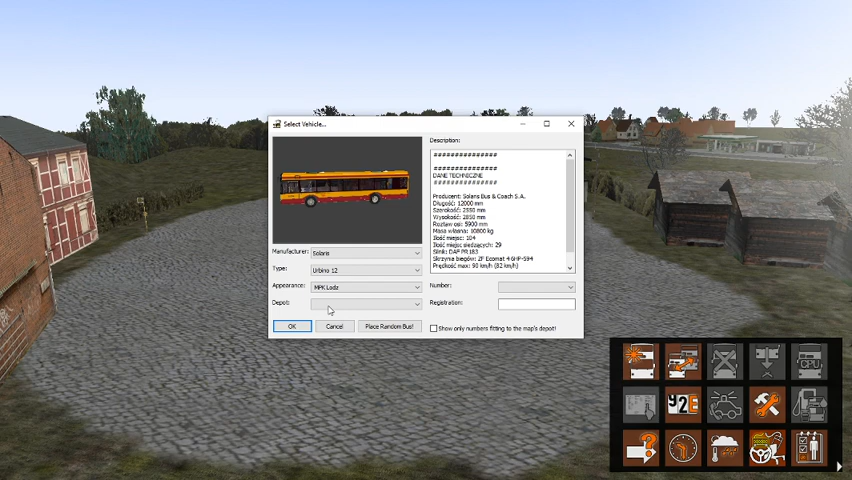 Select Vehicle...
Description:
################
################
DANE TECHNICZNE
################
Producent: Solaris Bus & Coach S.A.
Długość: 12000 mm
Szerokość: 2550 mm
Wysokość: 2850 mm
Rozstaw osi: 5900 mm
Masa własna: 10800 kg
Ilość miejsc: 104
Ilość miejsc siedzących: 29
Silnik: DAF PR183
Skrzynia biegów: ZF Ecomat 4 6HP-594
Prędkość max: 90 km/h (82 km/h)
Manufacturer: Solaris
Type: Urbino 12
Appearance: MPK Lodz
Number:
Depot:
Registration:
OK
Cancel
Place Random Bus!
Show only numbers fitting to the map's depot!
CPU
92E